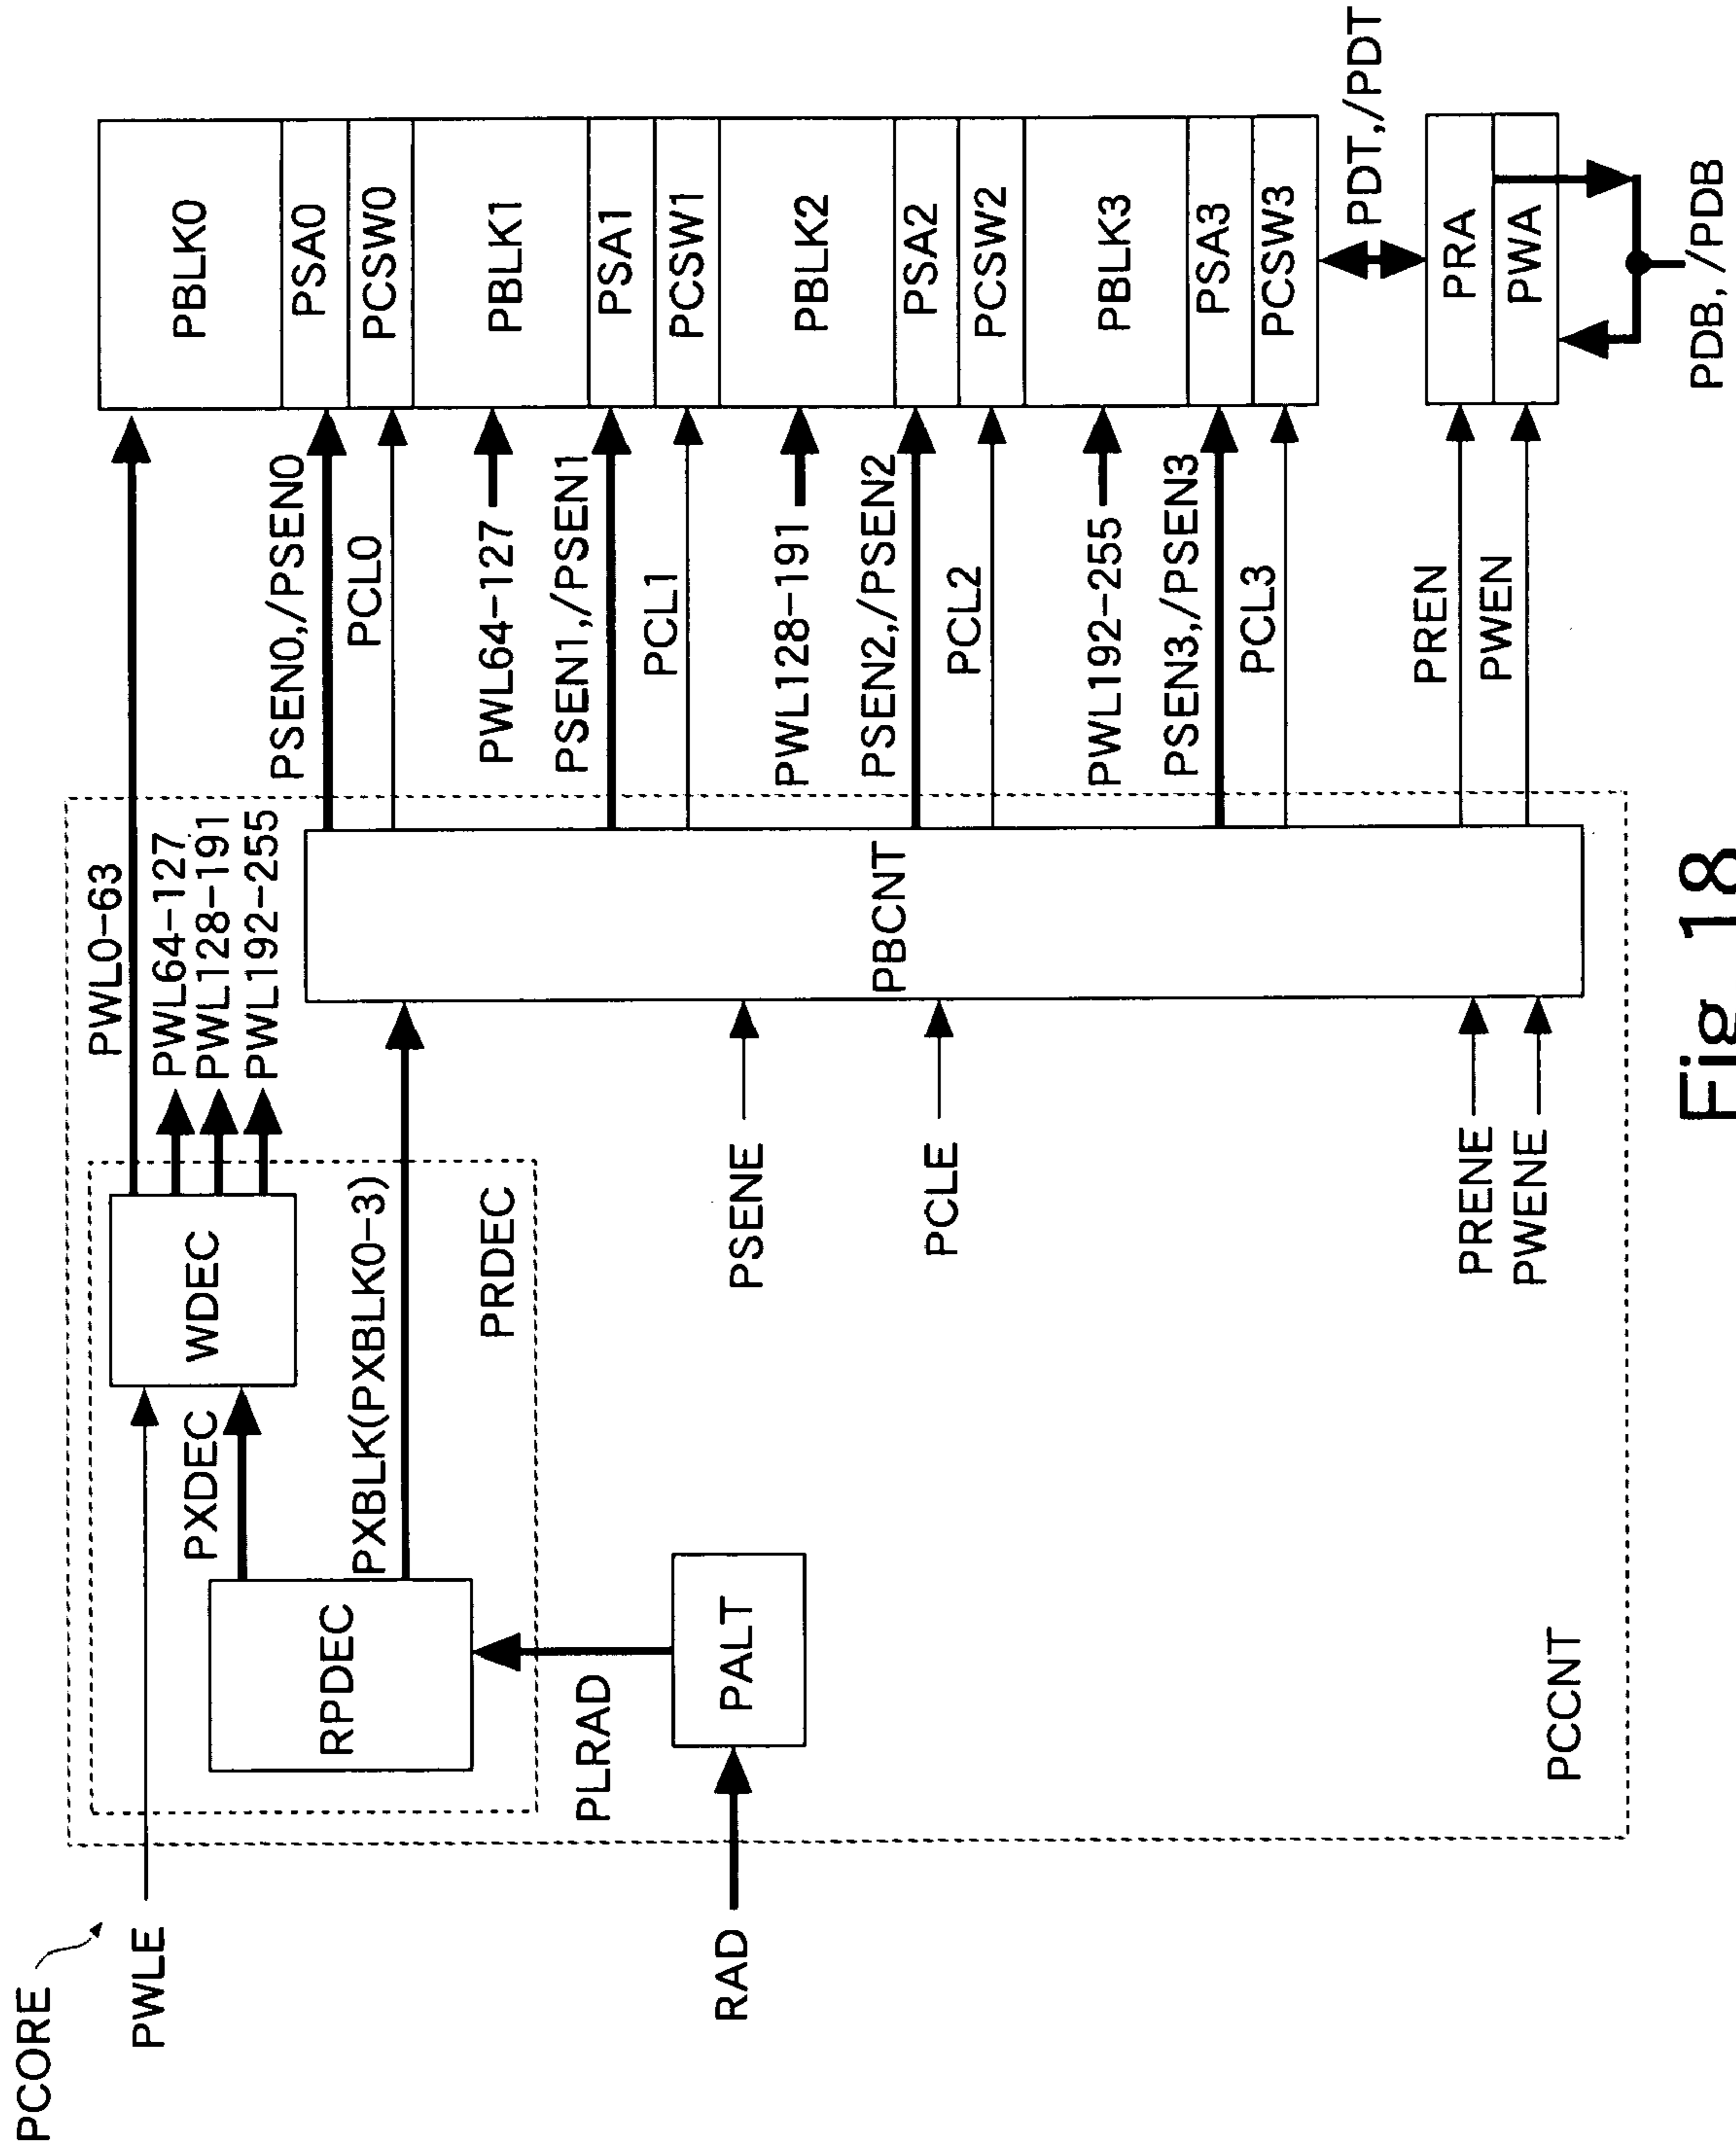 PCORE
PWLE
RAD
PCCNT
PRDEC
RPDEC
PXDEC
WDEC
PXBLK(PXBLK0-3)
PLRAD
PALT
PWL0-63
PWL64-127
PWL128-191
PWL192-255
PSENE
PCLE
PRENE
PWENE
PBCNT
PSEN0,/PSEN0
PCL0
PWL64-127
PSEN1,/PSEN1
PCL1
PWL128-191
PSEN2,/PSEN2
PCL2
PWL192-255
PSEN3,/PSEN3
PCL3
PREN
PWEN
PBLK0
PSA0
PCSW0
PBLK1
PSA1
PCSW1
PBLK2
PSA2
PCSW2
PBLK3
PSA3
PCSW3
PDT,/PDT
PRA
PWA
PDB, /PDB
Fig. 18